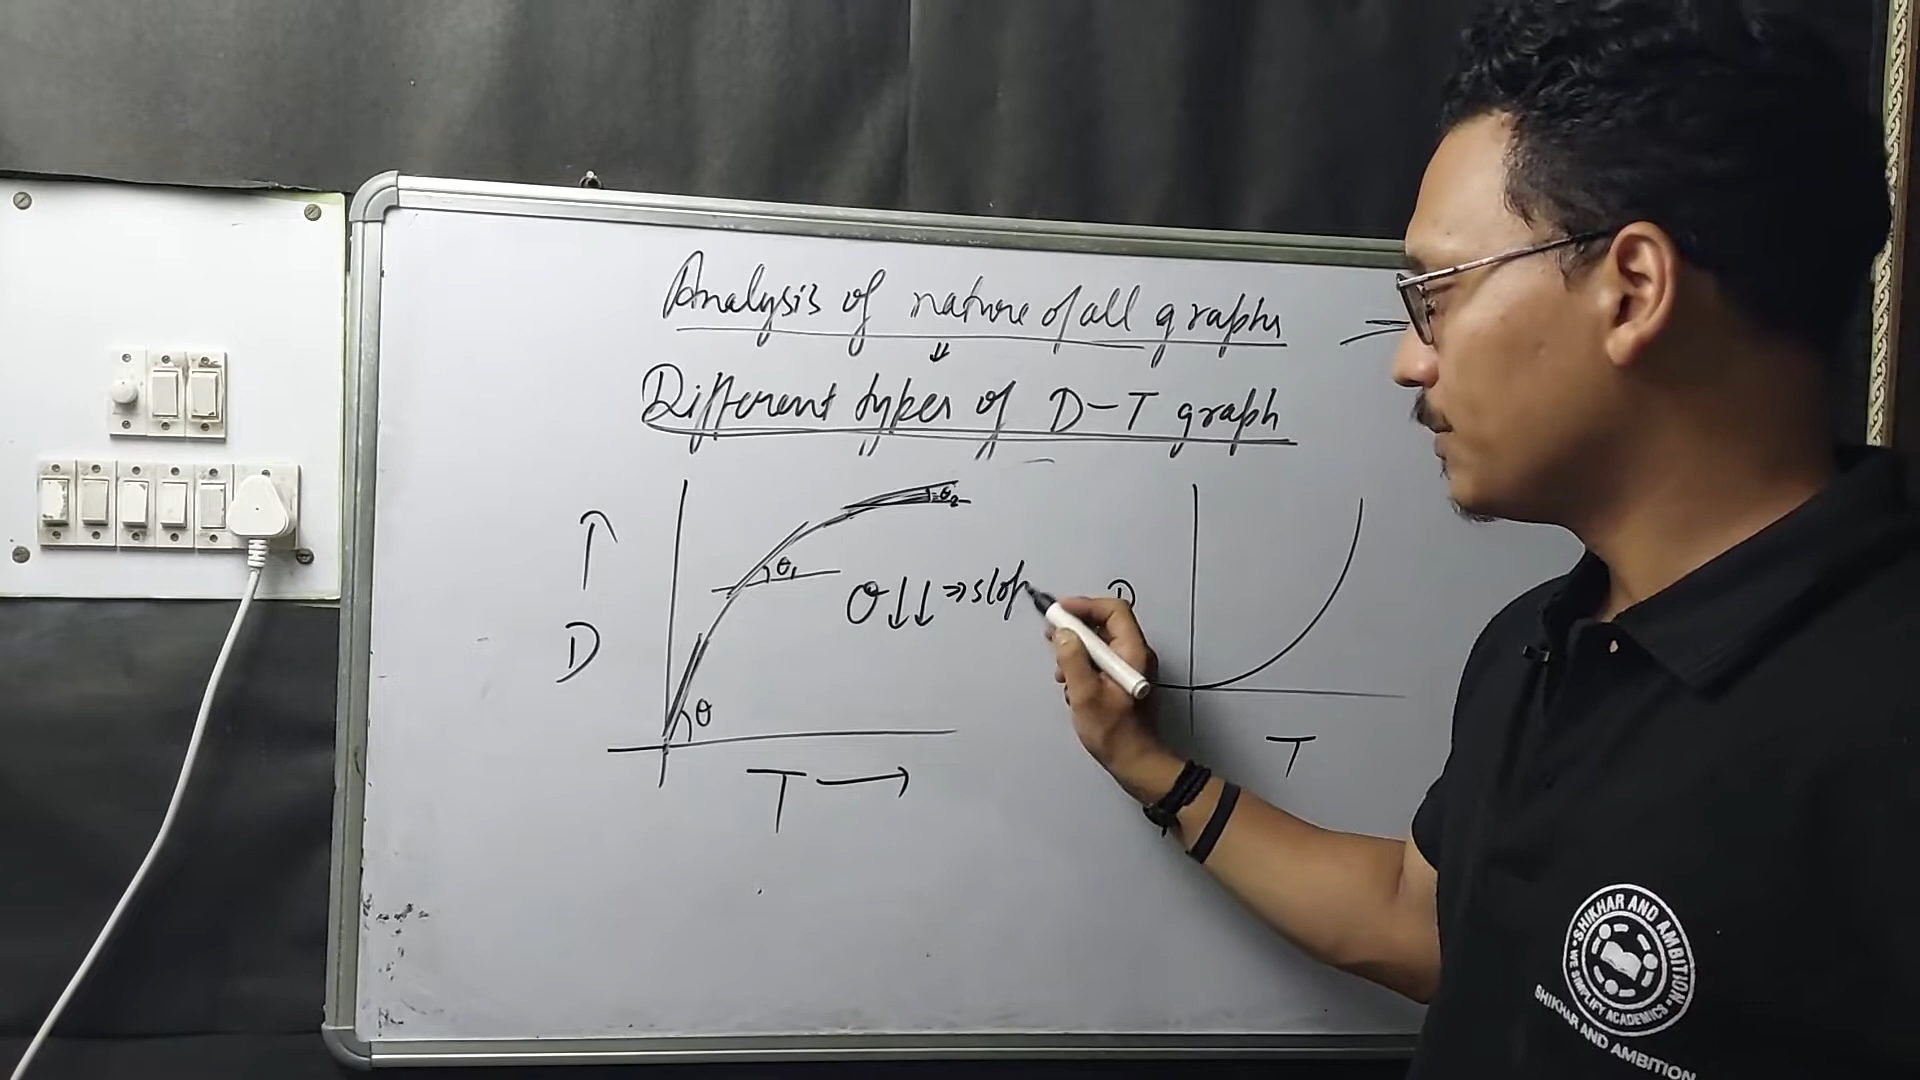 Analysis of nature of all graphs
⇓
Different types of D-T graph
θ2
θ1
θ↓↓ ⇒ slop
D
θ
T
T
D
SHIKHAR AND AMBITION
WE SIMPLIFY ACADEMICS
SHIKHAR AND AMBITION